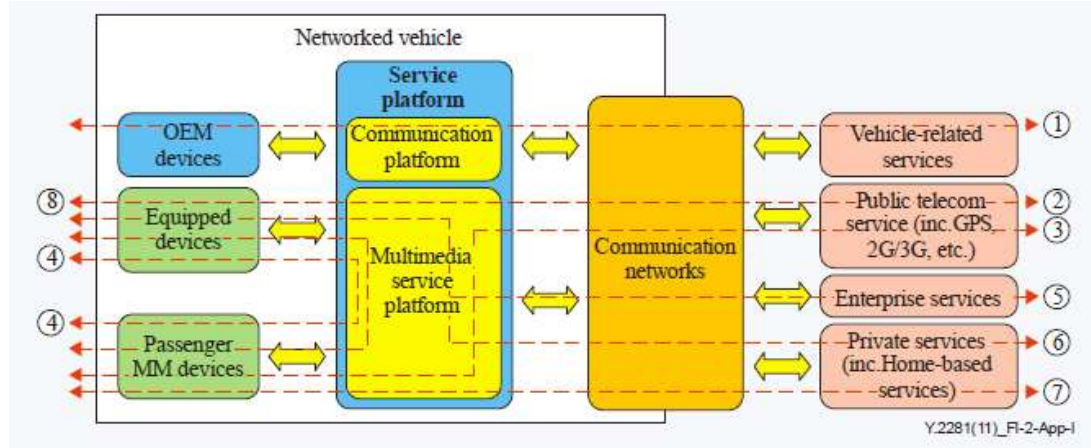 Networked vehicle
Service
platform
OEM
devices
Communication
platform
Vehicle-related
services
①
⑧
Equipped
devices
④
Multimedia
service
platform
Communication
networks
Public telecom
service (inc.GPS,
2G/3G, etc.)
②
③
Enterprise services
⑤
④
Passenger
MM devices
Private services
(inc.Home-based
services)
⑥
⑦
Y.2281(11)_FI-2-App-I